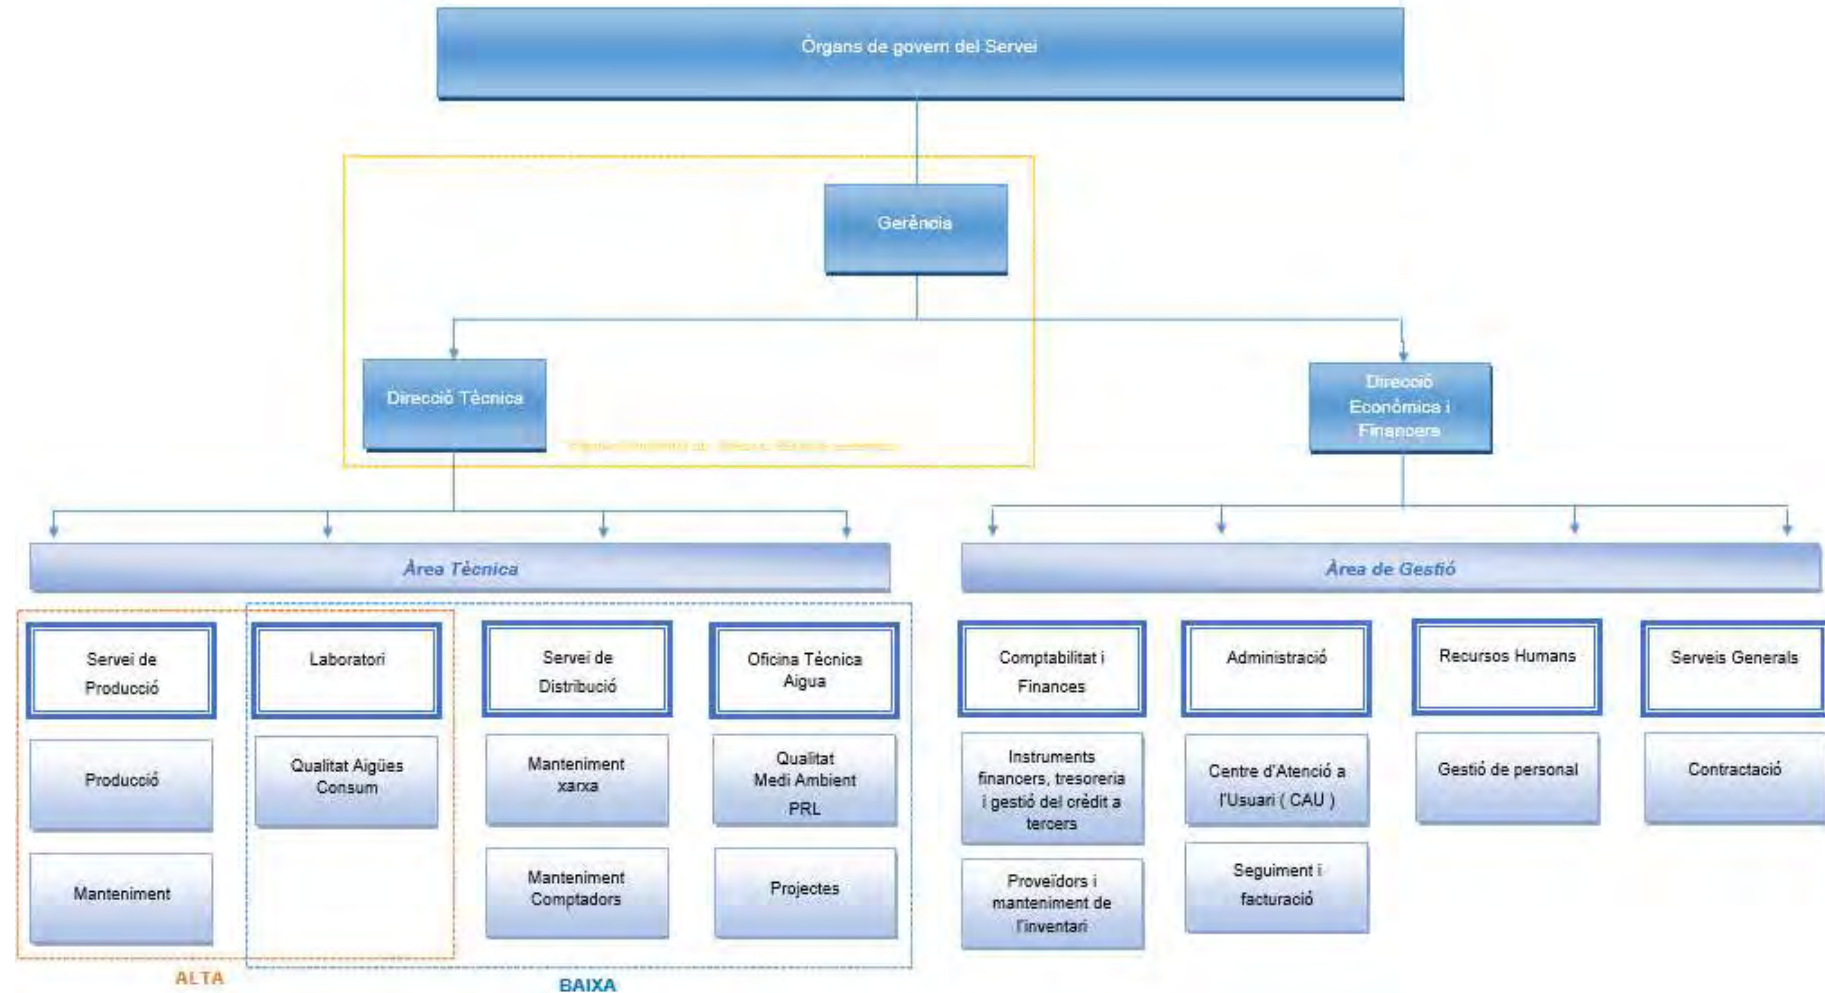 Òrgans de govern del Servei
Gerència
Direcció Tècnica
Direcció
Econòmica i
Financera
Àrea Tècnica
Àrea de Gestió
Servei de
Producció
Laboratori
Servei de
Distribució
Oficina Tècnica
Aigua
Comptabilitat i
Finances
Administració
Recursos Humans
Serveis Generals
Producció
Qualitat Aigües
Consum
Manteniment
xarxa
Qualitat
Medi Ambient
PRL
Instruments
financers, tresoreria
i gestió del crèdit a
tercers
Centre d'Atenció a
l'Usuari ( CAU )
Gestió de personal
Contractació
Manteniment
Manteniment
Comptadors
Projectes
Proveïdors i
manteniment de
l'inventari
Seguiment i
facturació
ALTA
BAIXA